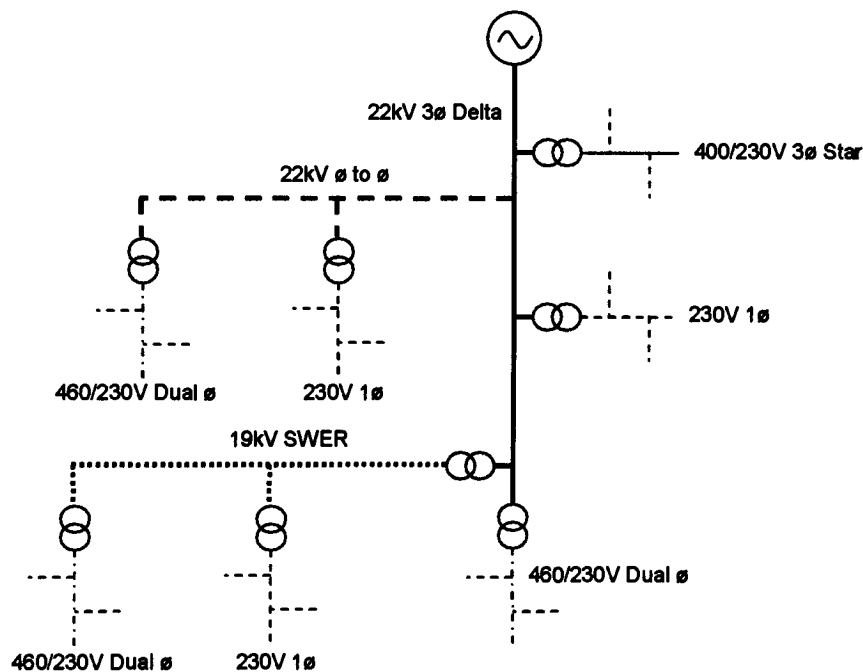 22kV 3ø Delta
400/230V 3ø Star
22kV ø to ø
230V 1ø
460/230V Dual ø
230V 1ø
19kV SWER
460/230V Dual ø
460/230V Dual ø
230V 1ø